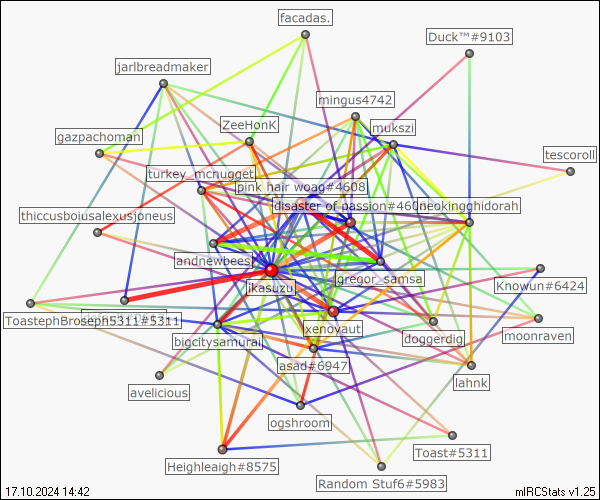 facadas.
Duck™#9103
jarlbreadmaker
mingus4742
ZeeHonK
mukszi
gazpachoman
tescoroll
turkey_mcnugget
pink hair woag#4608
disaster of passion#460
neokingghidorah
thiccusboiusalexusjoneus
andnewbees
gregor_samsa
ikasuzu
Knowun#6424
ToastephBroseph5311#5311
xenoyaut
bigcitysamurai
doggerdig
moonraven
asad#6947
lahnk
avelicious
ogshroom
Toast#5311
Heighleaigh#8575
Random Stuf6#5983
17.10.2024 14:42
mIRCStats v1.25